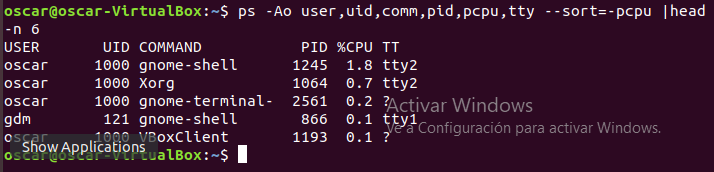 oscar@oscar-VirtualBox:~$ ps -Ao user,uid,comm,pid,pcpu,tty --sort=-pcpu |head
-n 6
USER       UID COMMAND           PID %CPU TT
oscar     1000 gnome-shell      1245  1.8 tty2
oscar     1000 Xorg             1064  0.7 tty2
oscar     1000 gnome-terminal-  2561  0.2 ?
gdm        121 gnome-shell       866  0.1 tty1
oscar     1000 VBoxClient       1193  0.1 ?
oscar@oscar-VirtualBox:~$
Show Applications
Activar Windows
Ve a Configuración para activar Windows.